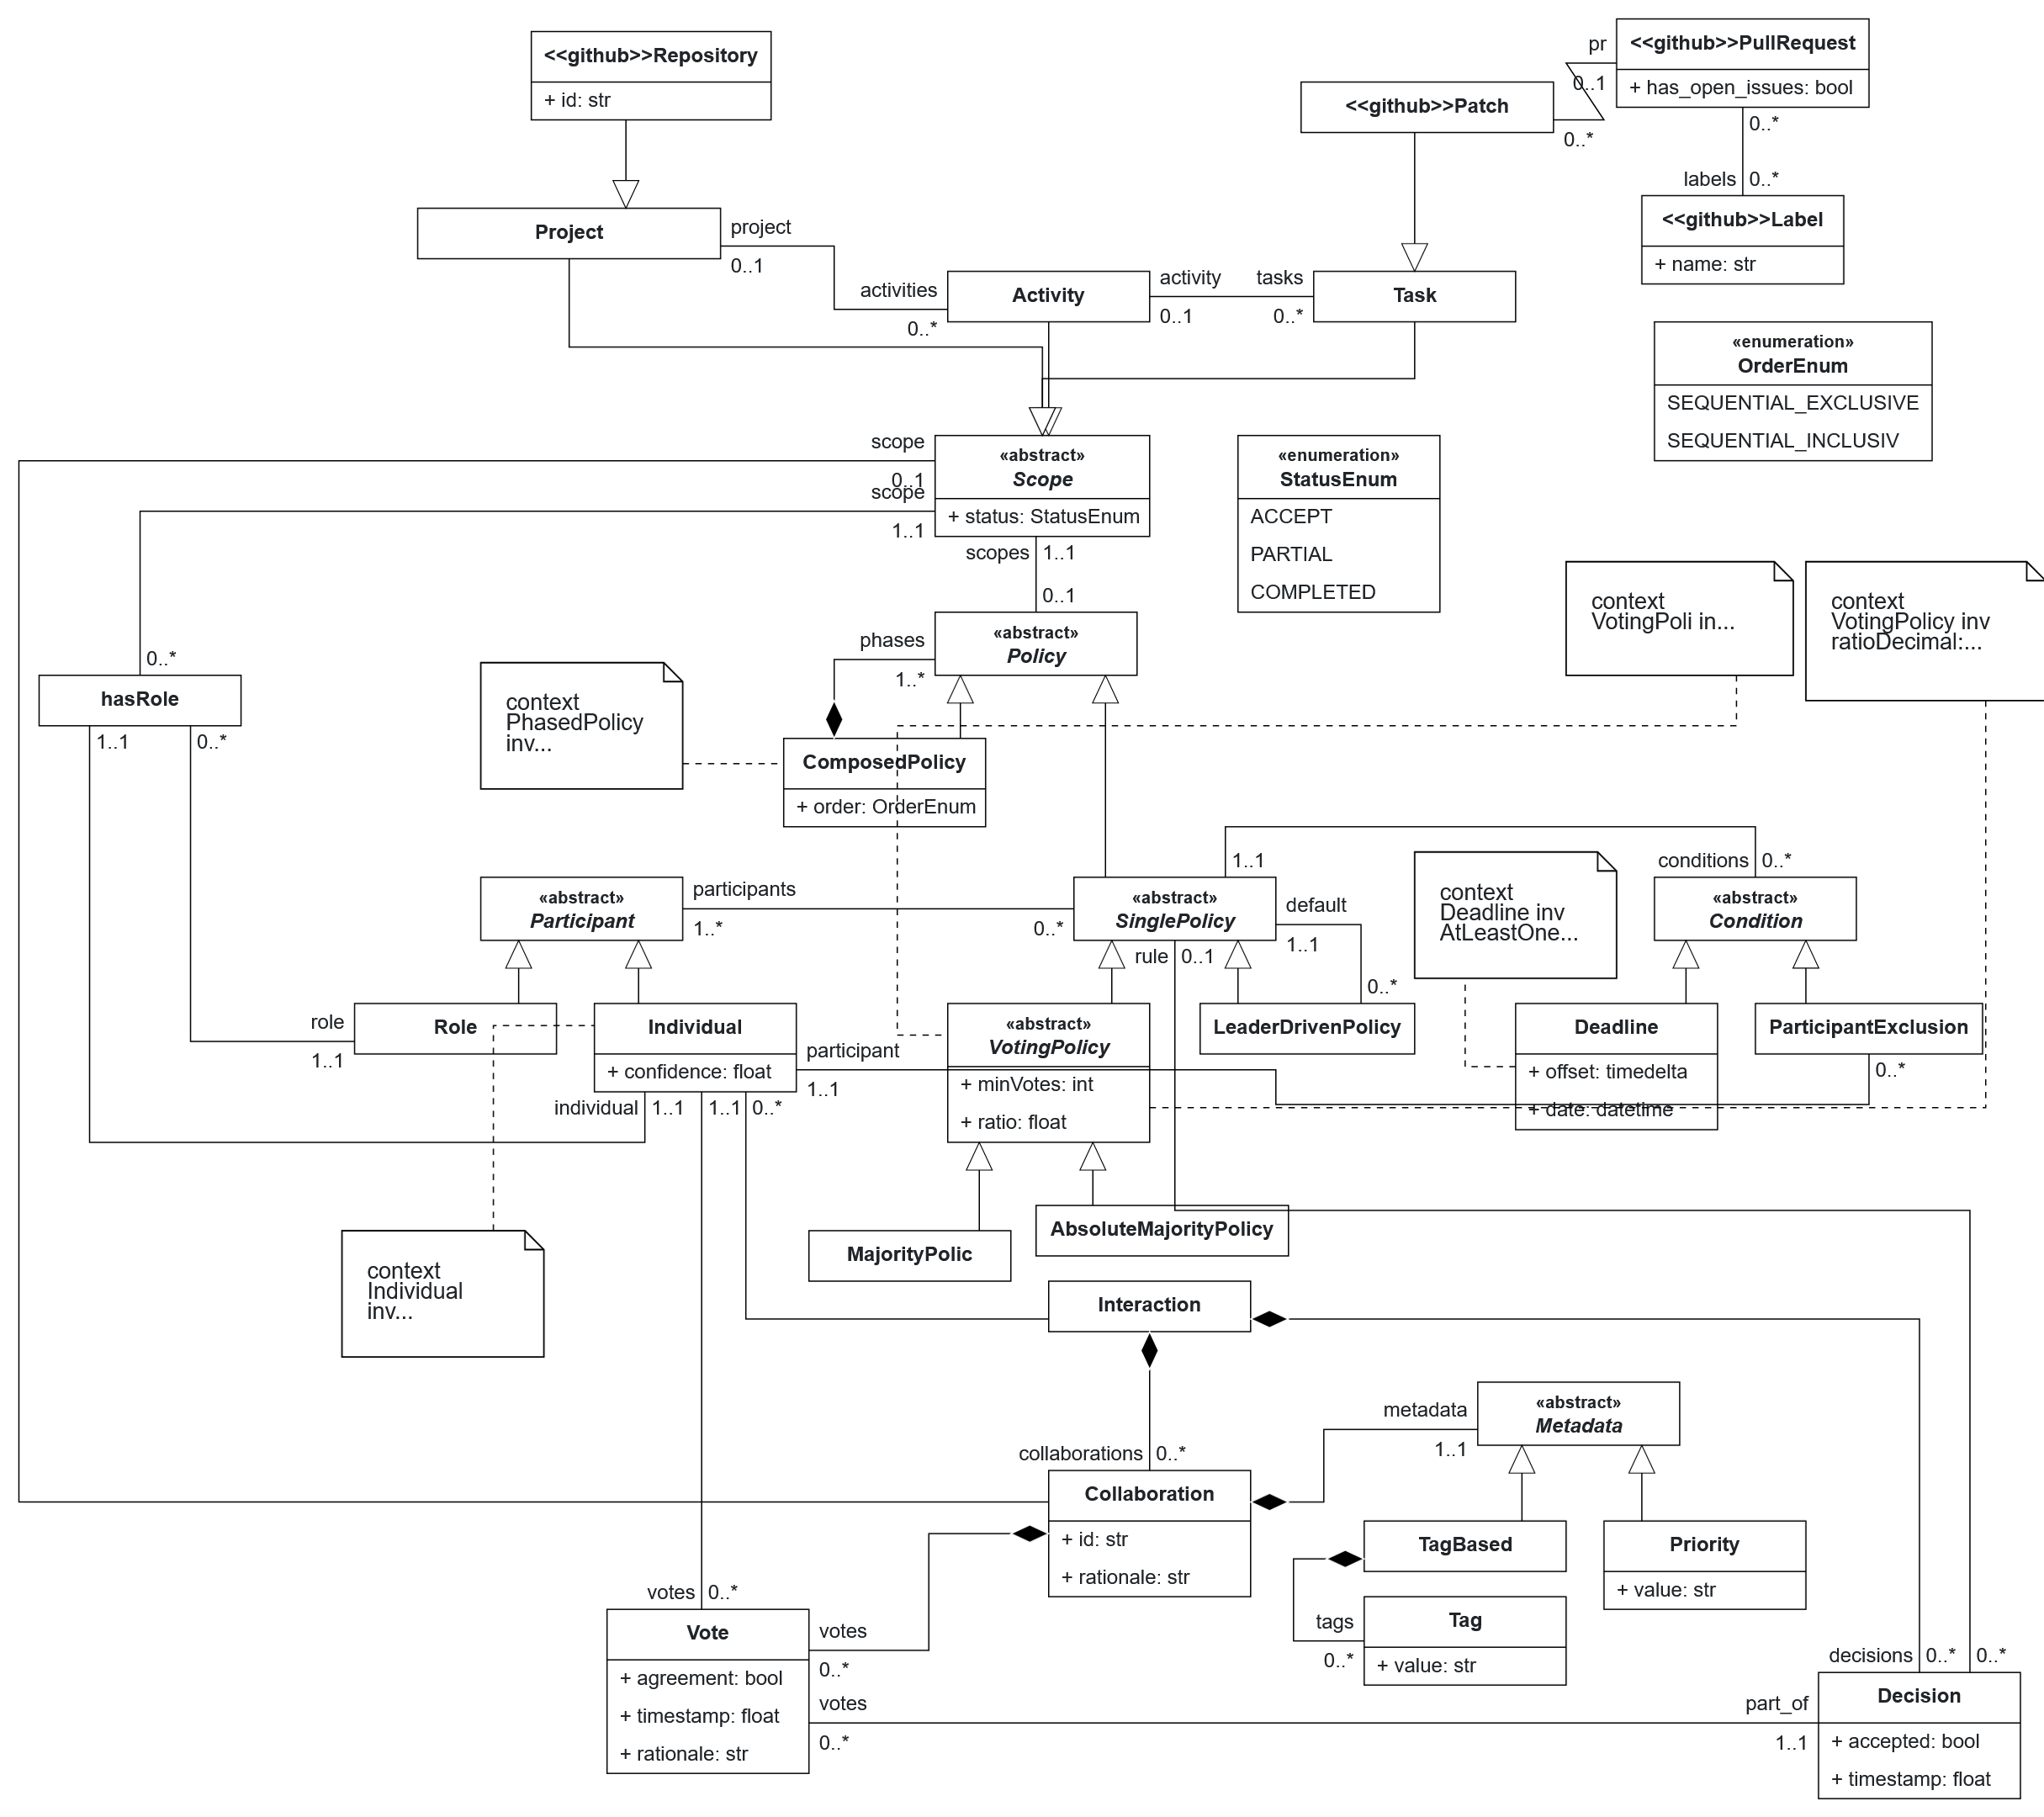 <<github>>Repository
+ id: str
<<github>>PullRequest
+ has_open_issues: bool
pr
0..1
<<github>>Patch
0..*
0..*
labels
0..*
<<github>>Label
+ name: str
Project
project
0..1
activities
0..*
Activity
activity
0..1
tasks
0..*
Task
«enumeration»
OrderEnum
SEQUENTIAL_EXCLUSIVE
SEQUENTIAL_INCLUSIV
scope
0..1
scope
1..1
«abstract»
Scope
+ status: StatusEnum
«enumeration»
StatusEnum
ACCEPT
PARTIAL
COMPLETED
scopes
1..1
0..1
«abstract»
Policy
phases
1..*
context
VotingPoli in...
context
VotingPolicy inv
ratioDecimal:...
0..*
hasRole
1..1
0..*
context
PhasedPolicy
inv...
ComposedPolicy
+ order: OrderEnum
«abstract»
Participant
participants
1..*
0..*
1..1
«abstract»
SinglePolicy
default
1..1
rule
0..1
0..*
context
Deadline inv
AtLeastOne...
conditions
0..*
«abstract»
Condition
role
1..1
Role
Individual
+ confidence: float
participant
1..1
individual
1..1
1..1
0..*
«abstract»
VotingPolicy
+ minVotes: int
+ ratio: float
LeaderDrivenPolicy
Deadline
+ offset: timedelta
+ date: datetime
ParticipantExclusion
0..*
context
Individual
inv...
MajorityPolic
AbsoluteMajorityPolicy
Interaction
collaborations
0..*
metadata
1..1
«abstract»
Metadata
Collaboration
+ id: str
+ rationale: str
TagBased
Priority
+ value: str
tags
0..*
Tag
+ value: str
votes
0..*
Vote
+ agreement: bool
+ timestamp: float
+ rationale: str
votes
0..*
votes
0..*
decisions
0..*
0..*
part_of
1..1
Decision
+ accepted: bool
+ timestamp: float